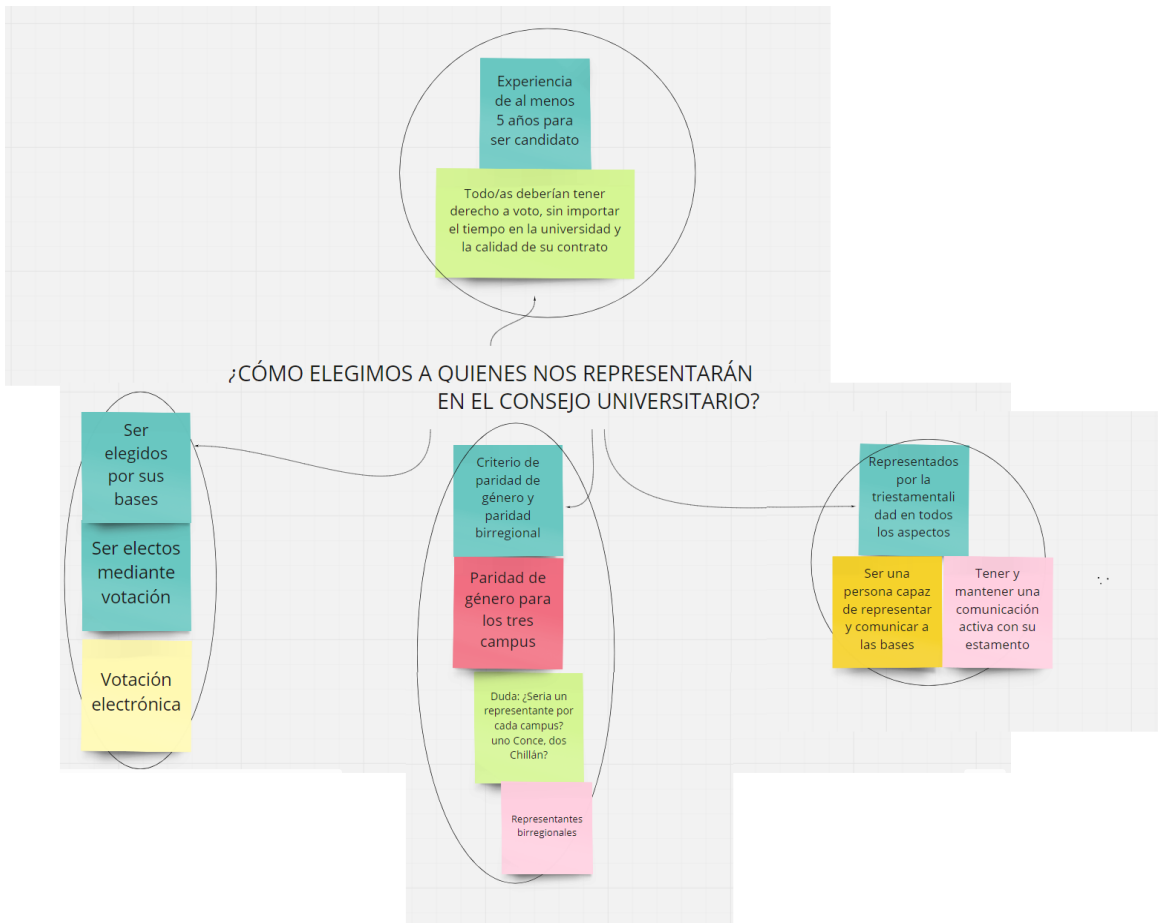 Experiencia
de al menos
5 años para
ser candidato
Todo/as deberían tener
derecho a voto, sin importar
el tiempo en la universidad y
la calidad de su contrato
¿CÓMO ELEGIMOS A QUIENES NOS REPRESENTARÁN
EN EL CONSEJO UNIVERSITARIO?
Ser
elegidos
por sus
bases
Ser electos
mediante
votación
Votación
electrónica
Criterio de
paridad de
género y
paridad
birregional
Paridad de
género para
los tres
campus
Duda: ¿Seria un
representante por
cada campus?
uno Conce, dos
Chillán?
Representantes
birregionales
Representados
por la
triestamentali
dad en todos
los aspectos
Ser una
persona capaz
de representar
y comunicar a
las bases
Tener y
mantener una
comunicación
activa con su
estamento